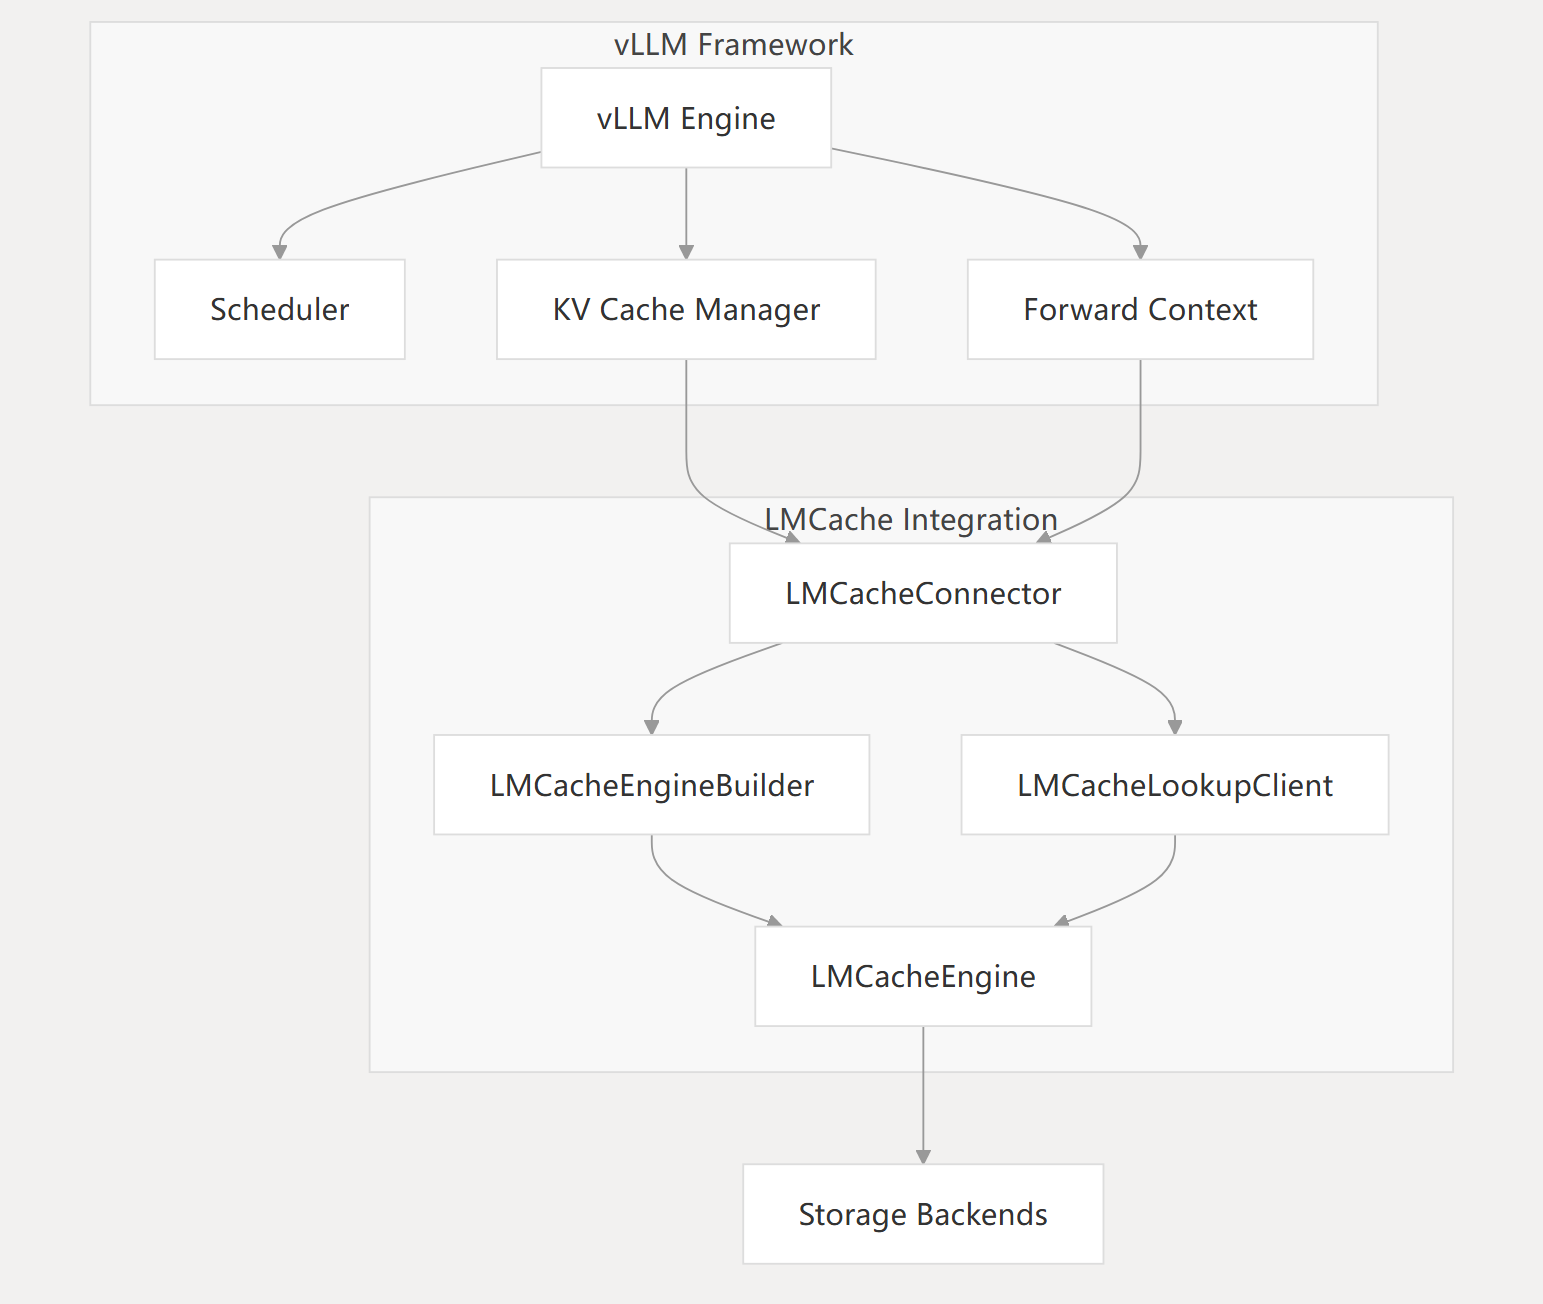 vLLM Framework
vLLM Engine
Scheduler
KV Cache Manager
Forward Context
LMCache Integration
LMCacheConnector
LMCacheEngineBuilder
LMCacheLookupClient
LMCacheEngine
Storage Backends